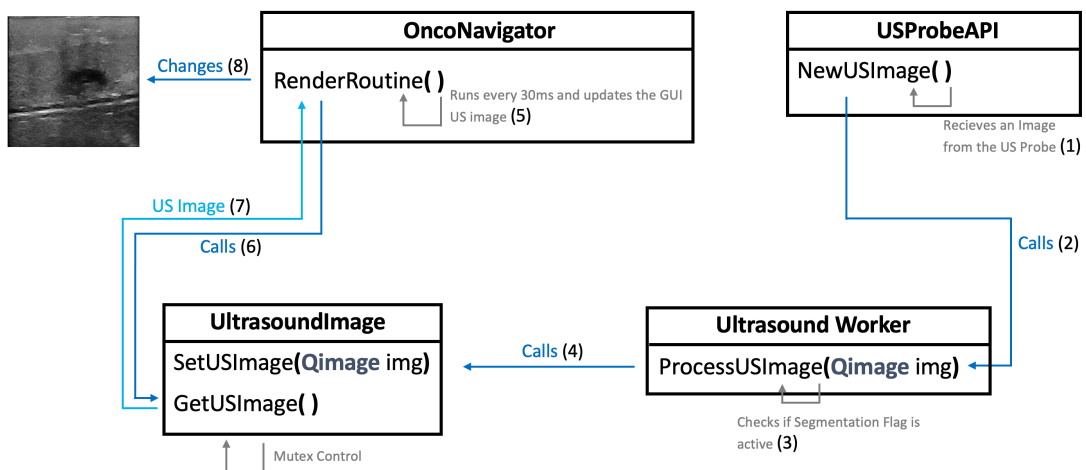 OncoNavigator
USProbeAPI
Changes (8)
RenderRoutine( )
NewUSImage( )
Runs every 30ms and updates the GUI
US image (5)
Recieves an Image
from the US Probe (1)
US Image (7)
Calls (6)
Calls (2)
UltrasoundImage
Ultrasound Worker
SetUSImage(Qimage img)
Calls (4)
ProcessUSImage(Qimage img)
GetUSImage( )
Checks if Segmentation Flag is
active (3)
Mutex Control